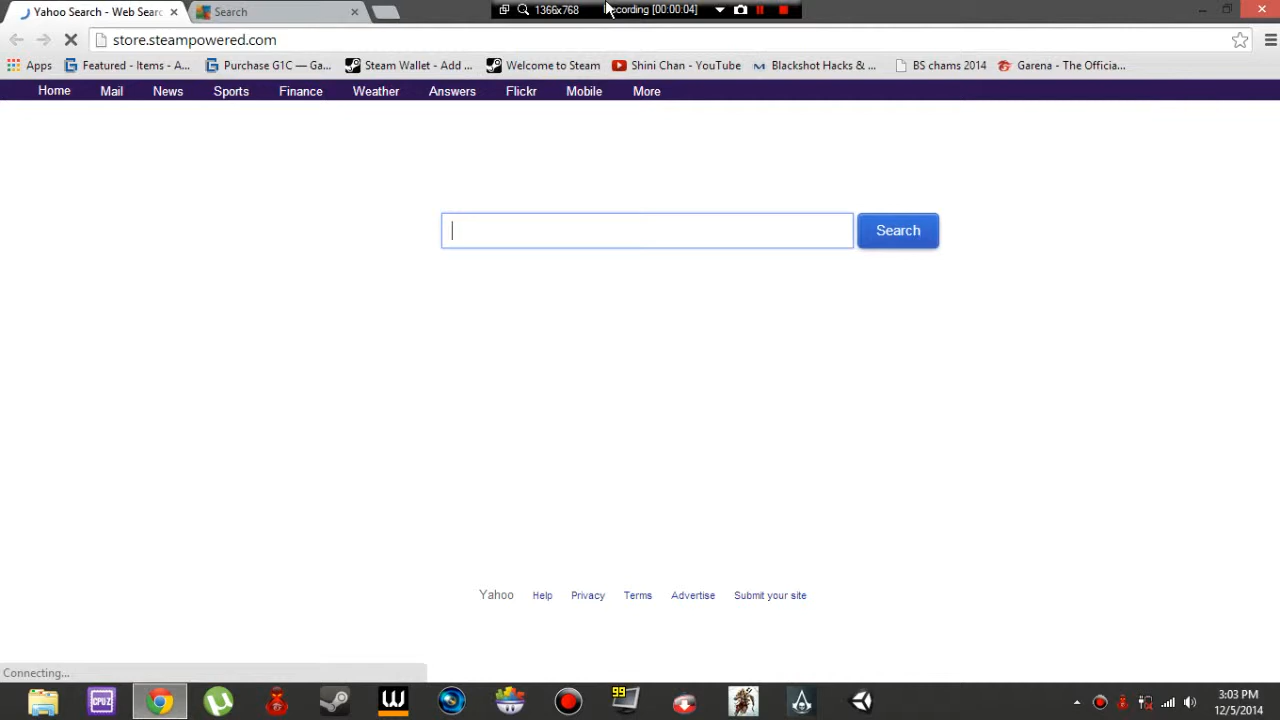 Yahoo Search - Web Searc
Search
1366x768
ecording [00:00:04]
store.steampowered.com
Apps
Featured - Items - A...
Purchase G1C — Ga...
Steam Wallet - Add ...
Welcome to Steam
Shini Chan - YouTube
Blackshot Hacks & ...
BS chams 2014
Garena - The Officia...
Home
Mail
News
Sports
Finance
Weather
Answers
Flickr
Mobile
More
Search
Yahoo
Help
Privacy
Terms
Advertise
Submit your site
Connecting...
CPU-Z
99
3:03 PM
12/5/2014